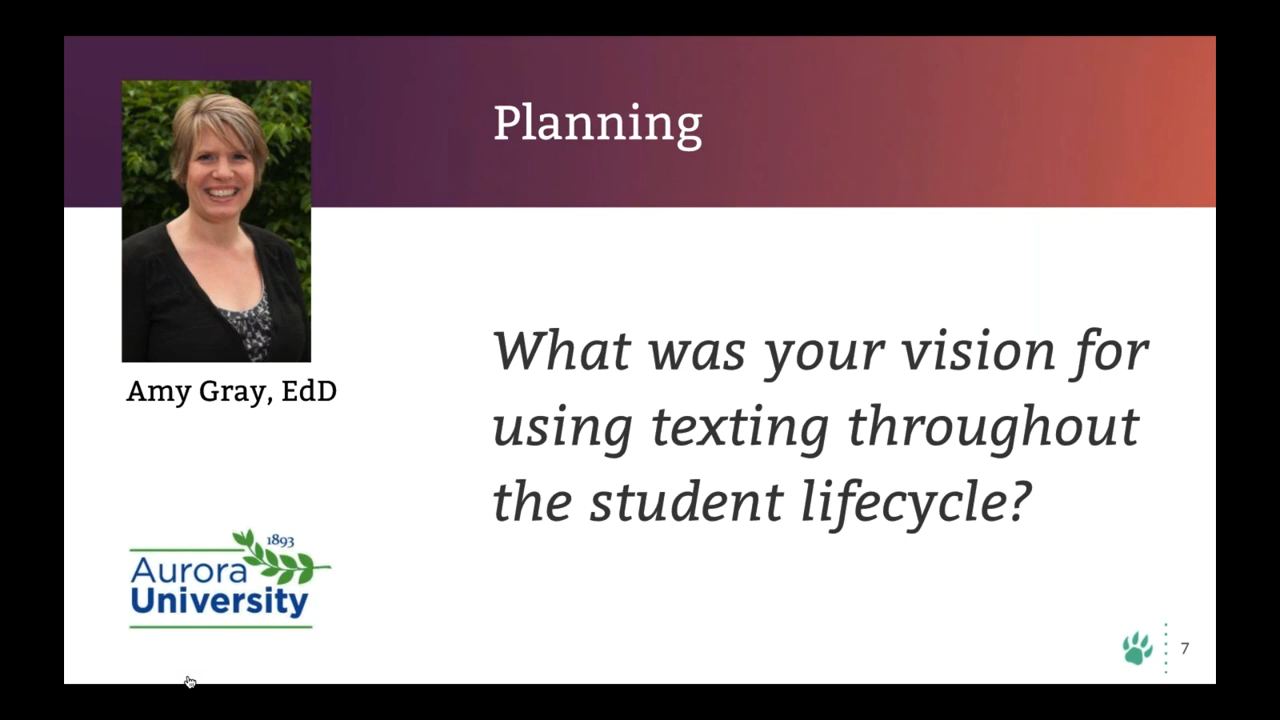 Planning
Amy Gray, EdD
What was your vision for
using texting throughout
the student lifecycle?
1893
Aurora
University
7